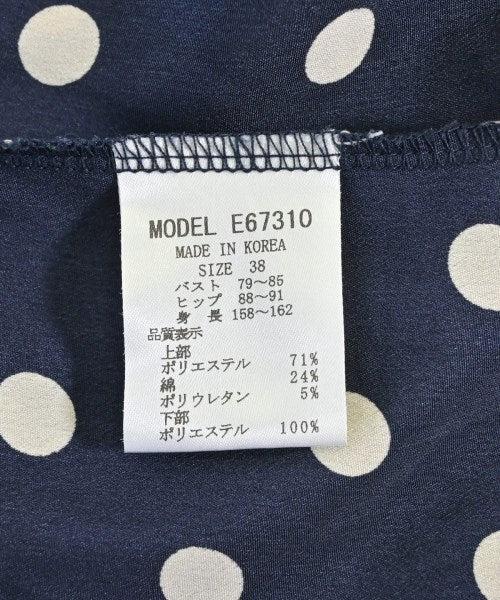 MODEL E67310
MADE IN KOREA
SIZE 38
バスト 79〜85
ヒップ 88〜91
身 長 158〜162
品質表示
上部
ポリエステル 71%
綿 24%
ポリウレタン 5%
下部
ポリエステル 100%